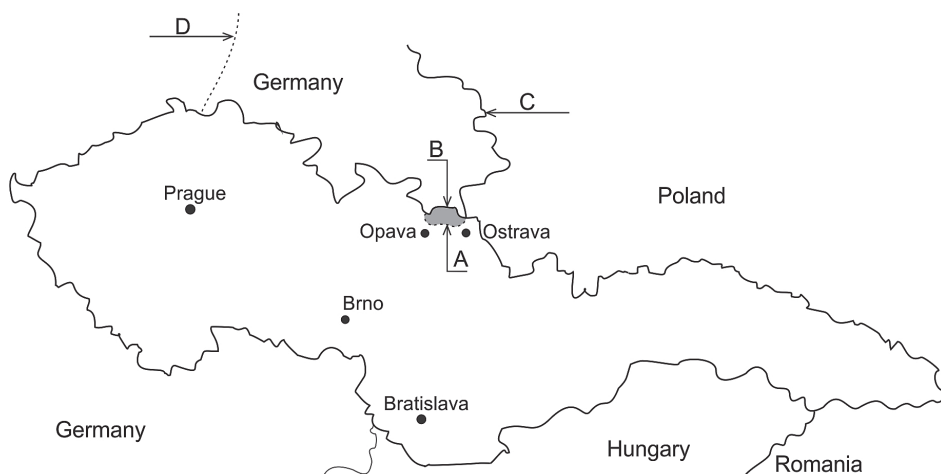 D
Germany
C
B
Prague
Poland
Opava
Ostrava
A
Brno
Bratislava
Germany
Hungary
Romania